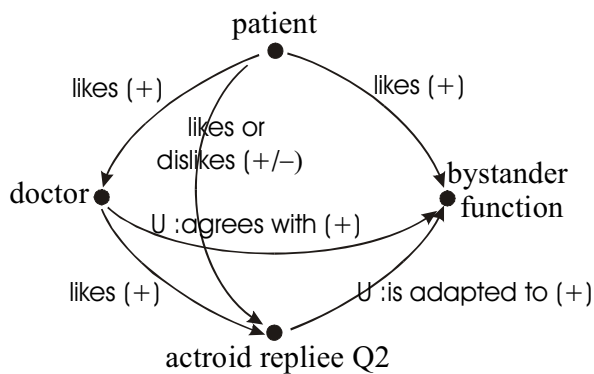 patient
likes (+)
likes (+)
likes or
dislikes (+/–)
doctor
bystander
function
U :agrees with (+)
likes (+)
U :is adapted to (+)
actroid repliee Q2